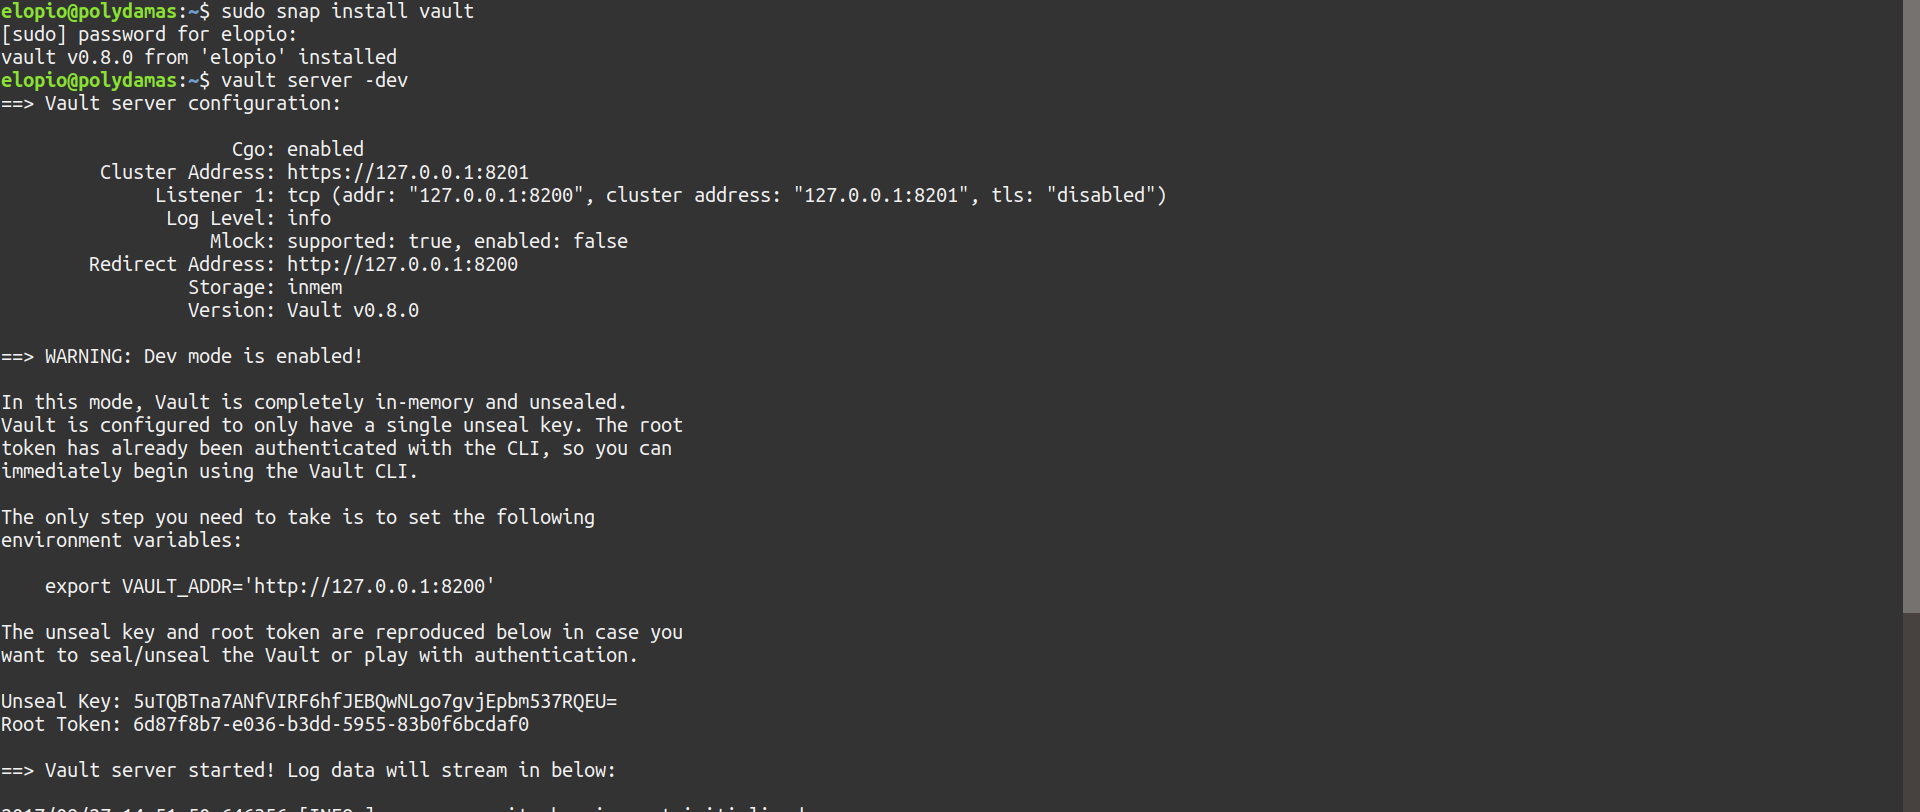 elopio@polydamas:~$ sudo snap install vault
[sudo] password for elopio:
vault v0.8.0 from 'elopio' installed
elopio@polydamas:~$ vault server -dev
==> Vault server configuration:
Cgo: enabled
Cluster Address: https://127.0.0.1:8201
Listener 1: tcp (addr: "127.0.0.1:8200", cluster address: "127.0.0.1:8201", tls: "disabled")
Log Level: info
Mlock: supported: true, enabled: false
Redirect Address: http://127.0.0.1:8200
Storage: inmem
Version: Vault v0.8.0
==> WARNING: Dev mode is enabled!
In this mode, Vault is completely in-memory and unsealed.
Vault is configured to only have a single unseal key. The root
token has already been authenticated with the CLI, so you can
immediately begin using the Vault CLI.
The only step you need to take is to set the following
environment variables:
export VAULT_ADDR='http://127.0.0.1:8200'
The unseal key and root token are reproduced below in case you
want to seal/unseal the Vault or play with authentication.
Unseal Key: 5uTQBTna7ANfVIRF6hfJEBQwNLgo7gvjEpbm537RQEU=
Root Token: 6d87f8b7-e036-b3dd-5955-83b0f6bcdaf0
==> Vault server started! Log data will stream in below: